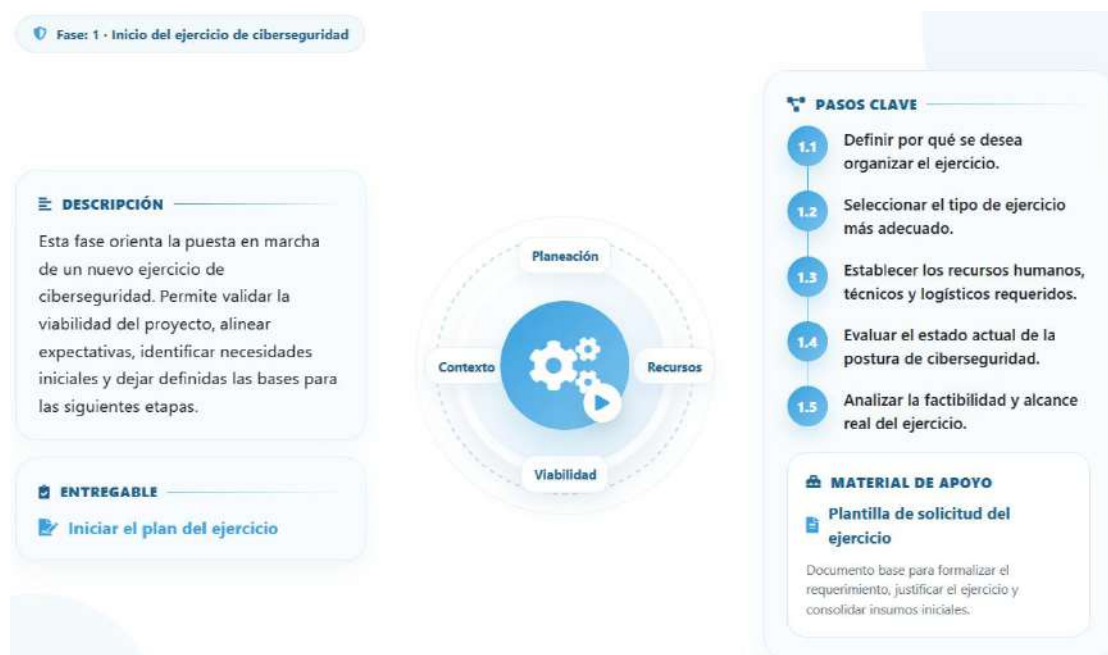 Fase: 1 · Inicio del ejercicio de ciberseguridad
DESCRIPCIÓN
Esta fase orienta la puesta en marcha
de un nuevo ejercicio de
ciberseguridad. Permite validar la
viabilidad del proyecto, alinear
expectativas, identificar necesidades
iniciales y dejar definidas las bases para
las siguientes etapas.
ENTREGABLE
Iniciar el plan del ejercicio
Planeación
Contexto
Recursos
Viabilidad
PASOS CLAVE
1.1 Definir por qué se desea
organizar el ejercicio.
1.2 Seleccionar el tipo de ejercicio
más adecuado.
1.3 Establecer los recursos humanos,
técnicos y logísticos requeridos.
1.4 Evaluar el estado actual de la
postura de ciberseguridad.
1.5 Analizar la factibilidad y alcance
real del ejercicio.
MATERIAL DE APOYO
Plantilla de solicitud del
ejercicio
Documento base para formalizar el
requerimiento, justificar el ejercicio y
consolidar insumos iniciales.